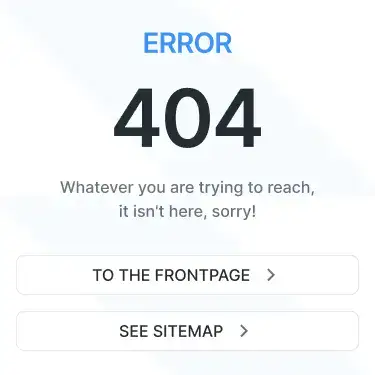 ERROR
404
Whatever you are trying to reach,
it isn't here, sorry!
TO THE FRONTPAGE
SEE SITEMAP